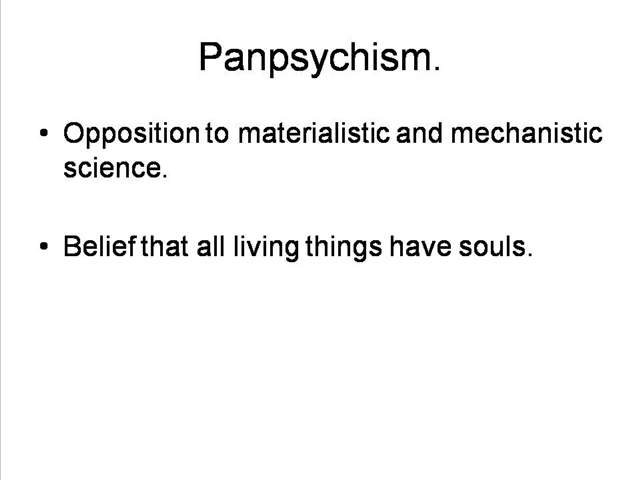 Panpsychism.
• Opposition to materialistic and mechanistic
science.
• Belief that all living things have souls.